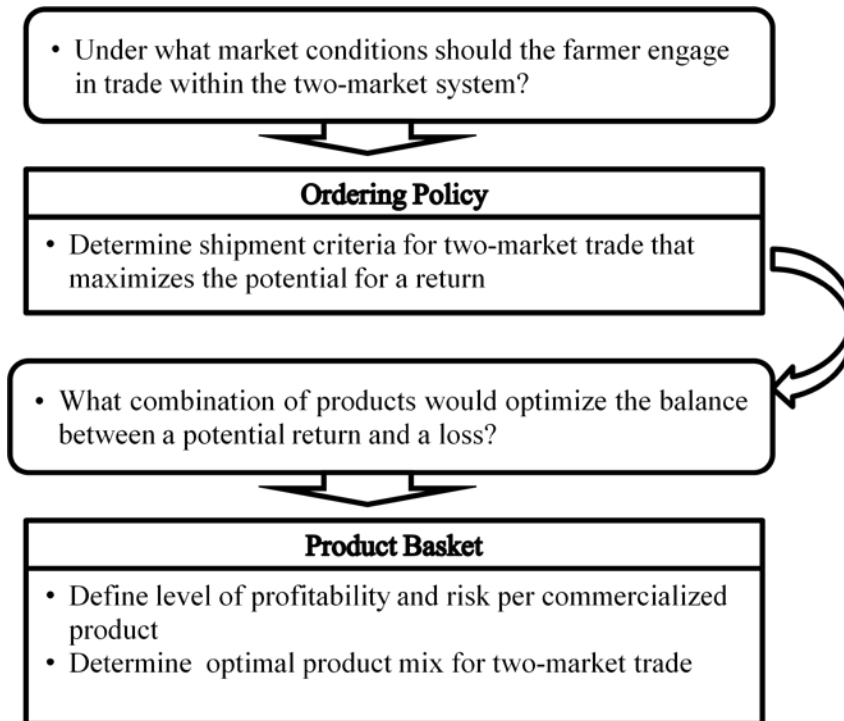 • Under what market conditions should the farmer engage
in trade within the two-market system?
Ordering Policy
• Determine shipment criteria for two-market trade that
maximizes the potential for a return
• What combination of products would optimize the balance
between a potential return and a loss?
Product Basket
• Define level of profitability and risk per commercialized
product
• Determine optimal product mix for two-market trade